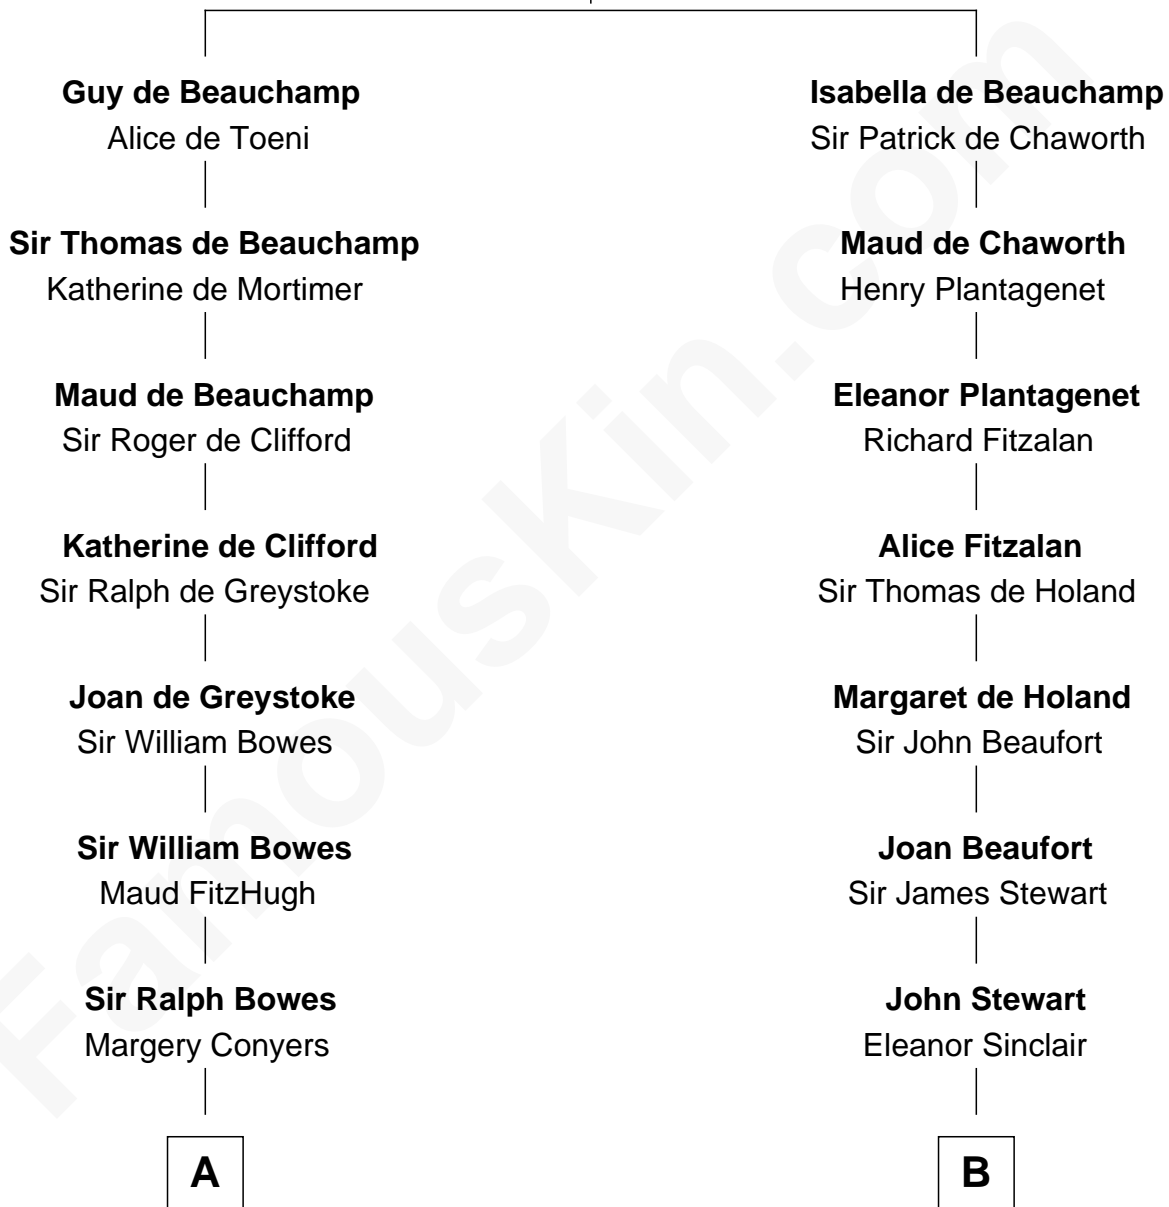 Guy de Beauchamp
Alice de Toeni
Isabella de Beauchamp
Sir Patrick de Chaworth
Sir Thomas de Beauchamp
Katherine de Mortimer
Maud de Chaworth
Henry Plantagenet
Maud de Beauchamp
Sir Roger de Clifford
Eleanor Plantagenet
Richard Fitzalan
Katherine de Clifford
Sir Ralph de Greystoke
Alice Fitzalan
Sir Thomas de Holand
Joan de Greystoke
Sir William Bowes
Margaret de Holand
Sir John Beaufort
Sir William Bowes
Maud FitzHugh
Joan Beaufort
Sir James Stewart
Sir Ralph Bowes
Margery Conyers
John Stewart
Eleanor Sinclair
A
B
FamousKin.com